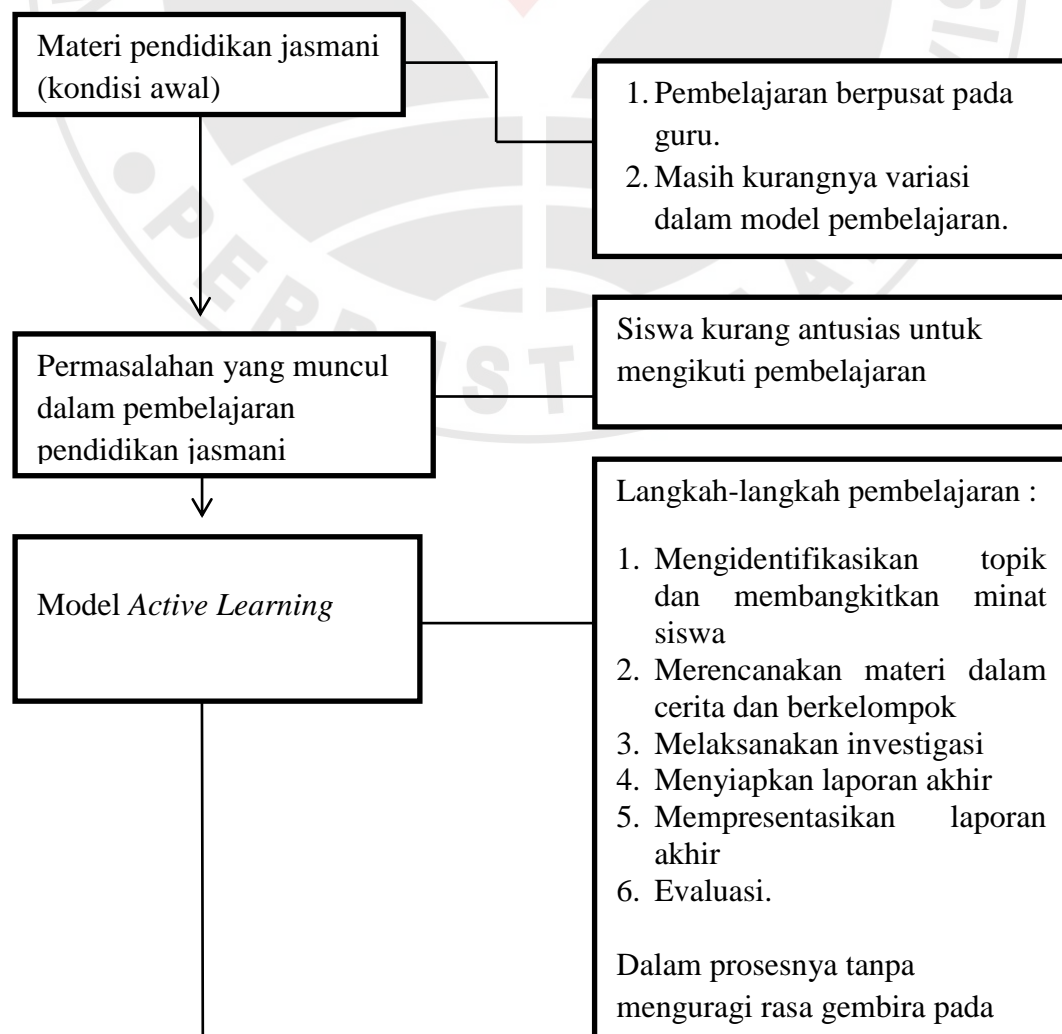 Materi pendidikan jasmani
(kondisi awal)
1. Pembelajaran berpusat pada
guru.
2. Masih kurangnya variasi
dalam model pembelajaran.
Permasalahan yang muncul
dalam pembelajaran
pendidikan jasmani
Siswa kurang antusias untuk
mengikuti pembelajaran
Model Active Learning
Langkah-langkah pembelajaran :
1. Mengidentifikasikan topik
dan membangkitkan minat
siswa
2. Merencanakan materi dalam
cerita dan berkelompok
3. Melaksanakan investigasi
4. Menyiapkan laporan akhir
5. Mempresentasikan laporan
akhir
6. Evaluasi.
Dalam prosesnya tanpa
menguragi rasa gembira pada